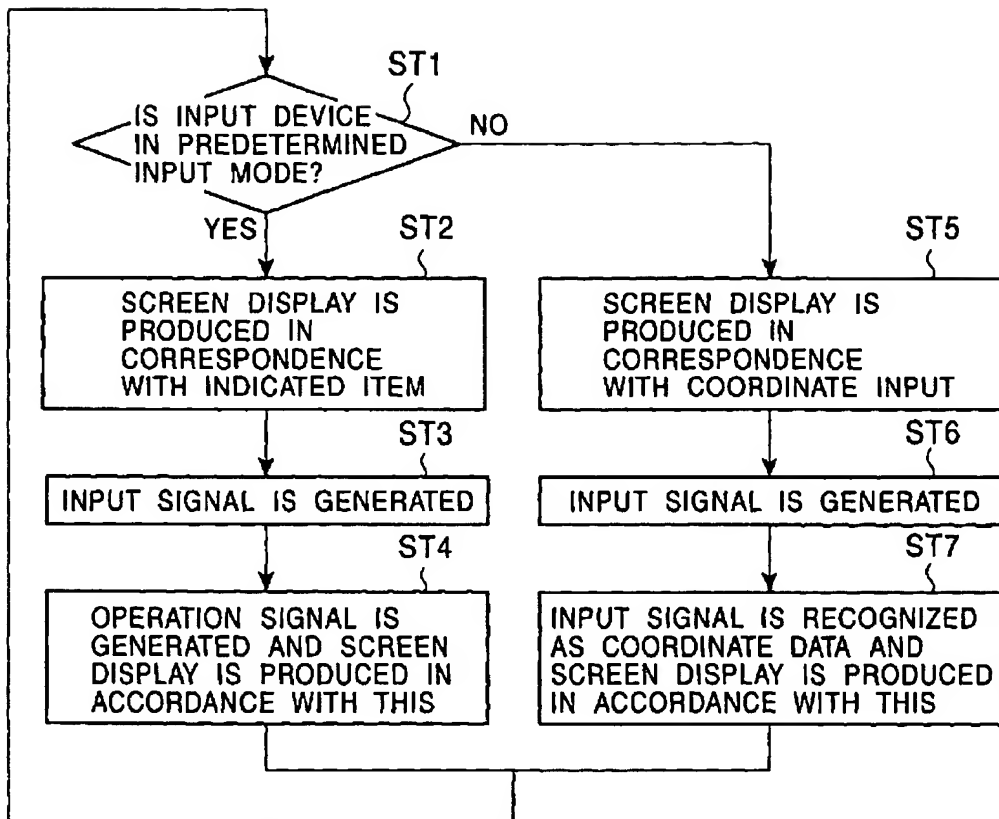 ST1
IS INPUT DEVICE
IN PREDETERMINED
INPUT MODE?
NO
YES
ST2
SCREEN DISPLAY IS
PRODUCED IN
CORRESPONDENCE
WITH INDICATED ITEM
ST3
INPUT SIGNAL IS GENERATED
ST4
OPERATION SIGNAL IS
GENERATED AND SCREEN
DISPLAY IS PRODUCED IN
ACCORDANCE WITH THIS
ST5
SCREEN DISPLAY IS
PRODUCED IN
CORRESPONDENCE
WITH COORDINATE INPUT
ST6
INPUT SIGNAL IS GENERATED
ST7
INPUT SIGNAL IS RECOGNIZED
AS COORDINATE DATA AND
SCREEN DISPLAY IS PRODUCED
IN ACCORDANCE WITH THIS